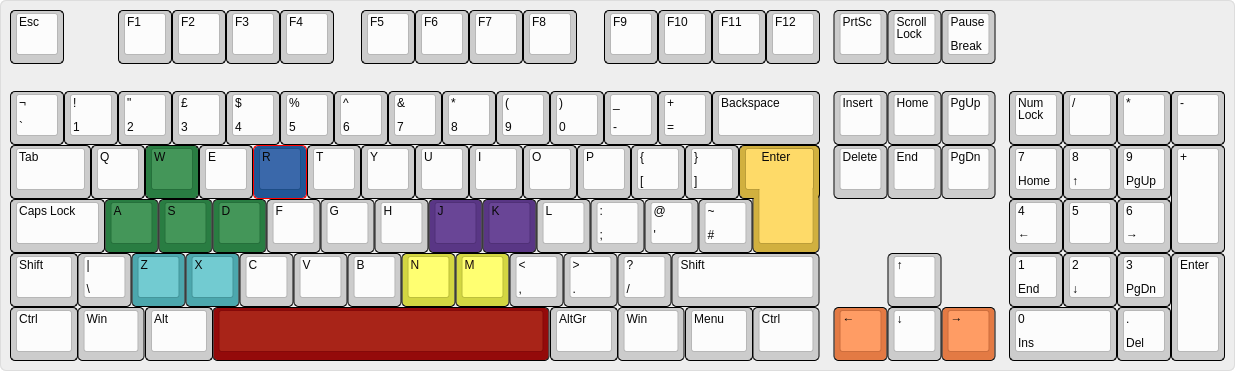 Esc F1 F2 F3 F4 F5 F6 F7 F8 F9 F10 F11 F12 PrtSc Scroll Lock Pause Break
¬ ! " £ $ % ^ & * ( ) _ + Backspace Insert Home PgUp Num Lock / * -
` 1 2 3 4 5 6 7 8 9 0 - =
Tab Q W E R T Y U I O P { } Enter Delete End PgDn 7 8 9 +
[ ] Home ↑ PgUp
Caps Lock A S D F G H J K L : @ ~ 4 5 6
; ' # ← →
Shift | Z X C V B N M < > ? Shift ↑ 1 2 3 Enter
\ , . / End ↓ PgDn
Ctrl Win Alt AltGr Win Menu Ctrl ← ↓ → 0 .
Ins Del